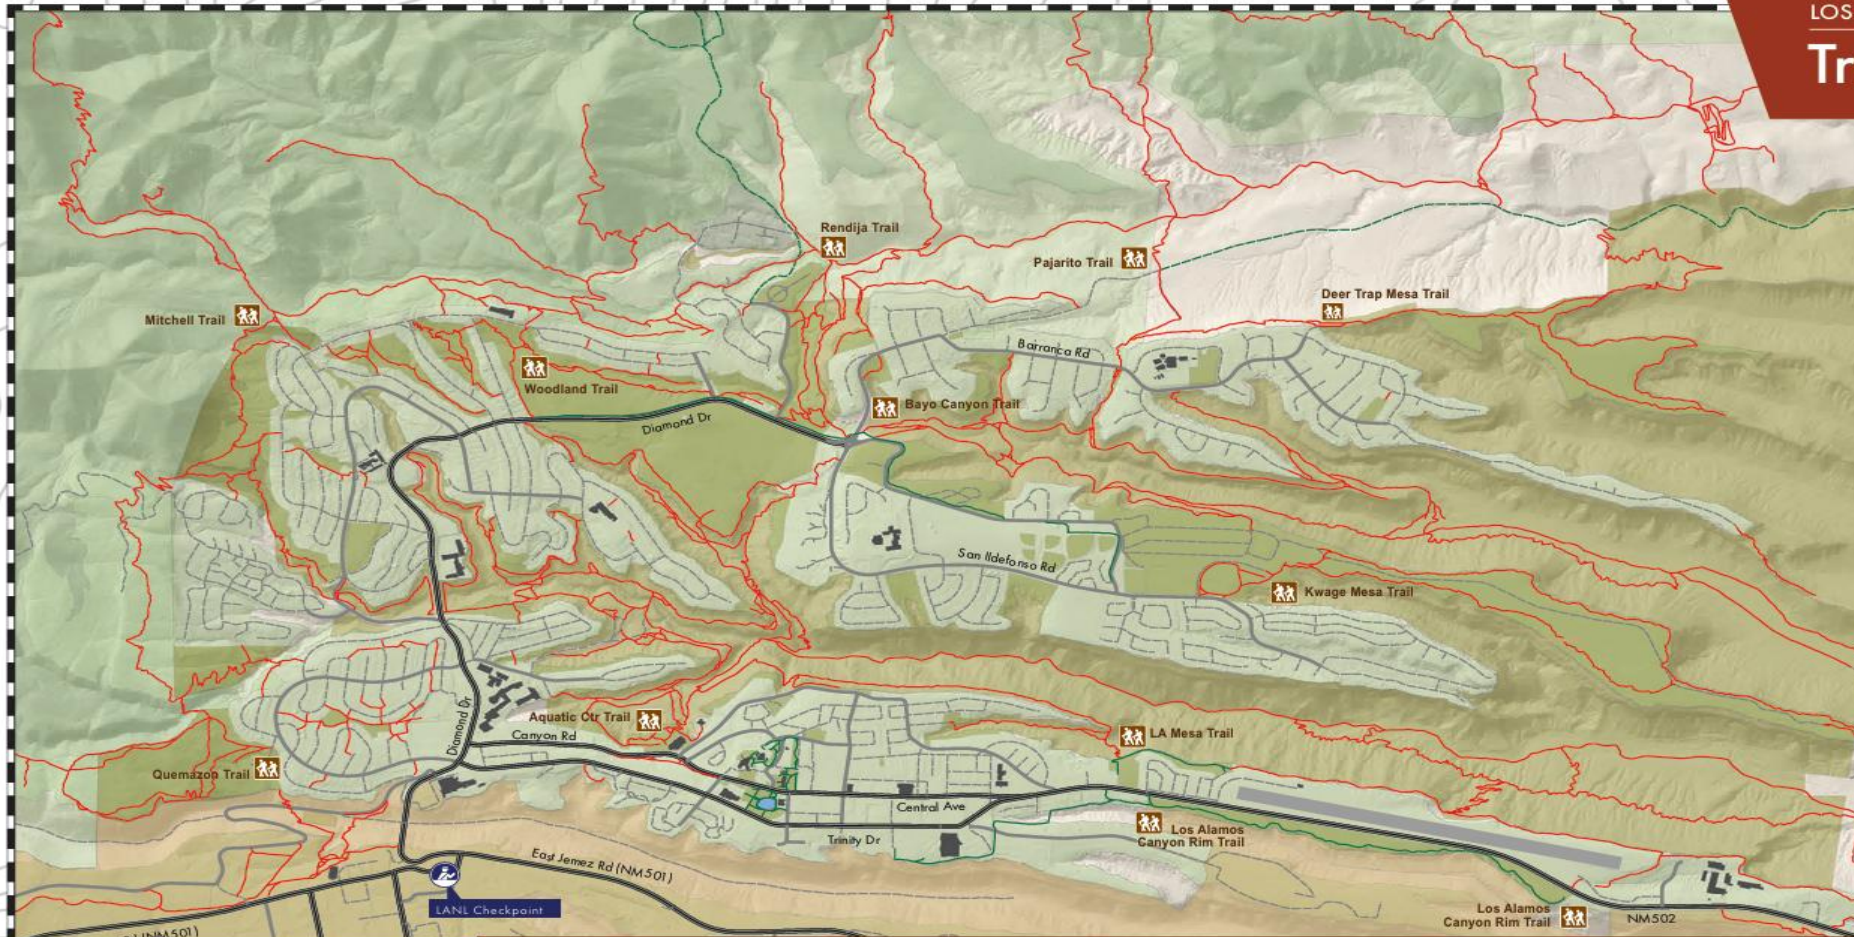 LOS
Tr
Rendija Trail
Pajarito Trail
Deer Trap Mesa Trail
Mitchell Trail
Barranca Rd
Woodland Trail
Bayo Canyon Trail
Diamond Dr
San Ildefonso Rd
Kwage Mesa Trail
Diamond Dr
Aquatic Ctr Trail
Canyon Rd
LA Mesa Trail
Quemazon Trail
Central Ave
Trinity Dr
Los Alamos
Canyon Rim Trail
East Jemez Rd (NM501)
LANL Checkpoint
Los Alamos
Canyon Rim Trail
NM502
(NM501)